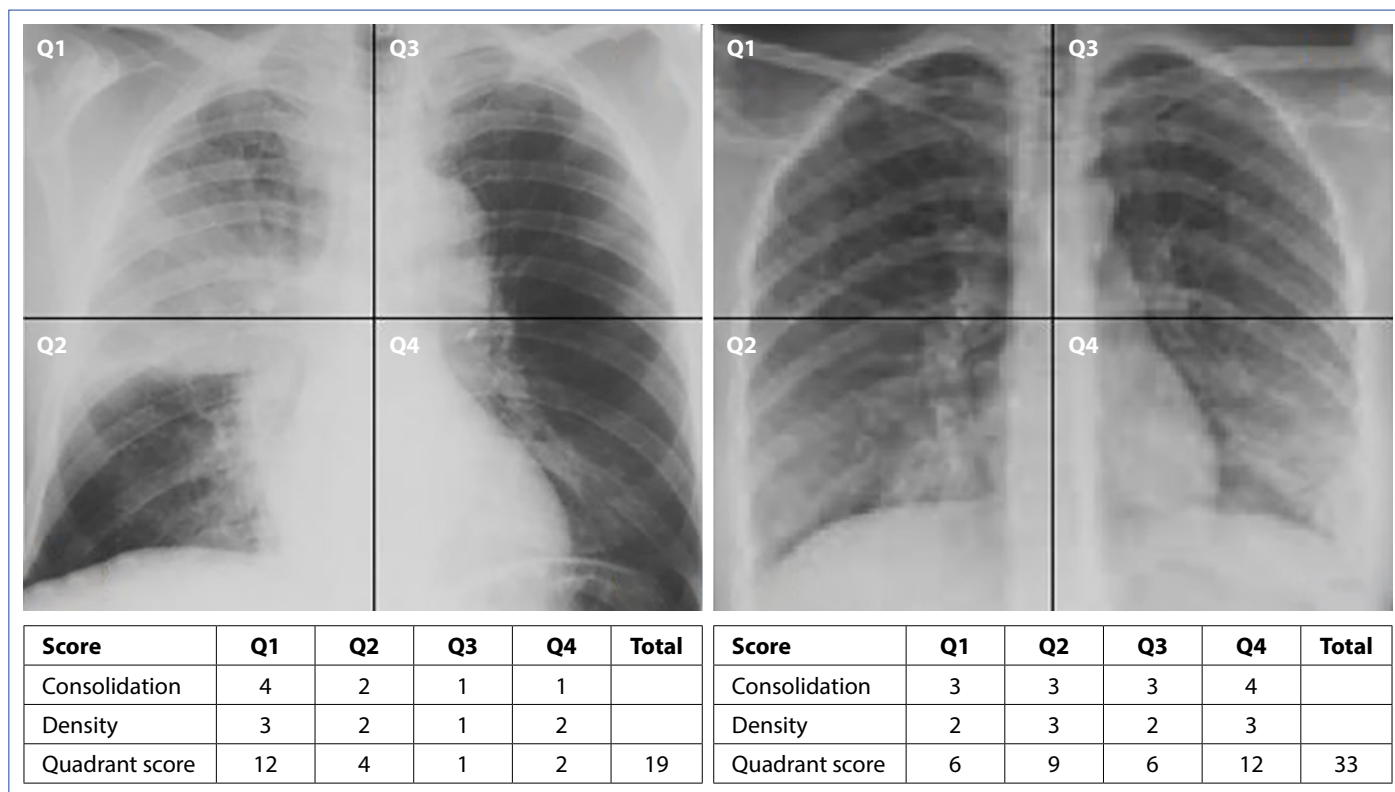 Q1 Q3
Q2 Q4
Q1 Q3
Q2 Q4
Score Q1 Q2 Q3 Q4 Total
Consolidation 4 2 1 1
Density 3 2 1 2
Quadrant score 12 4 1 2 19
Score Q1 Q2 Q3 Q4 Total
Consolidation 3 3 3 4
Density 2 3 2 3
Quadrant score 6 9 6 12 33